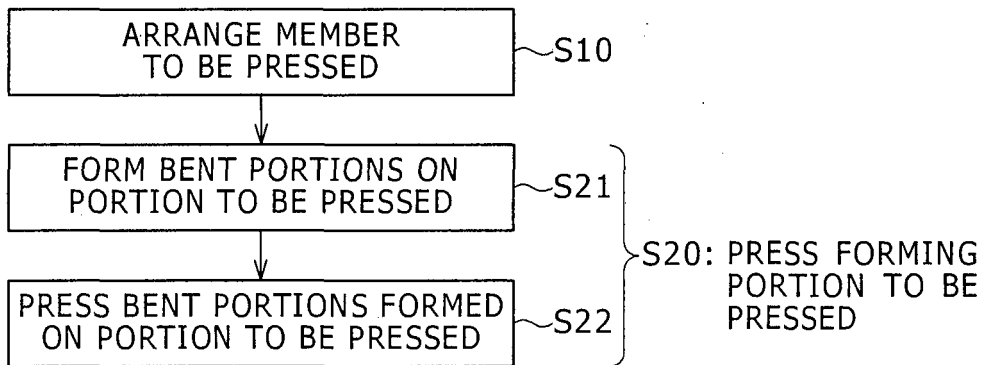 ARRANGE MEMBER
TO BE PRESSED
S10
FORM BENT PORTIONS ON
PORTION TO BE PRESSED
S21
PRESS BENT PORTIONS FORMED
ON PORTION TO BE PRESSED
S22
S20: PRESS FORMING
PORTION TO BE
PRESSED